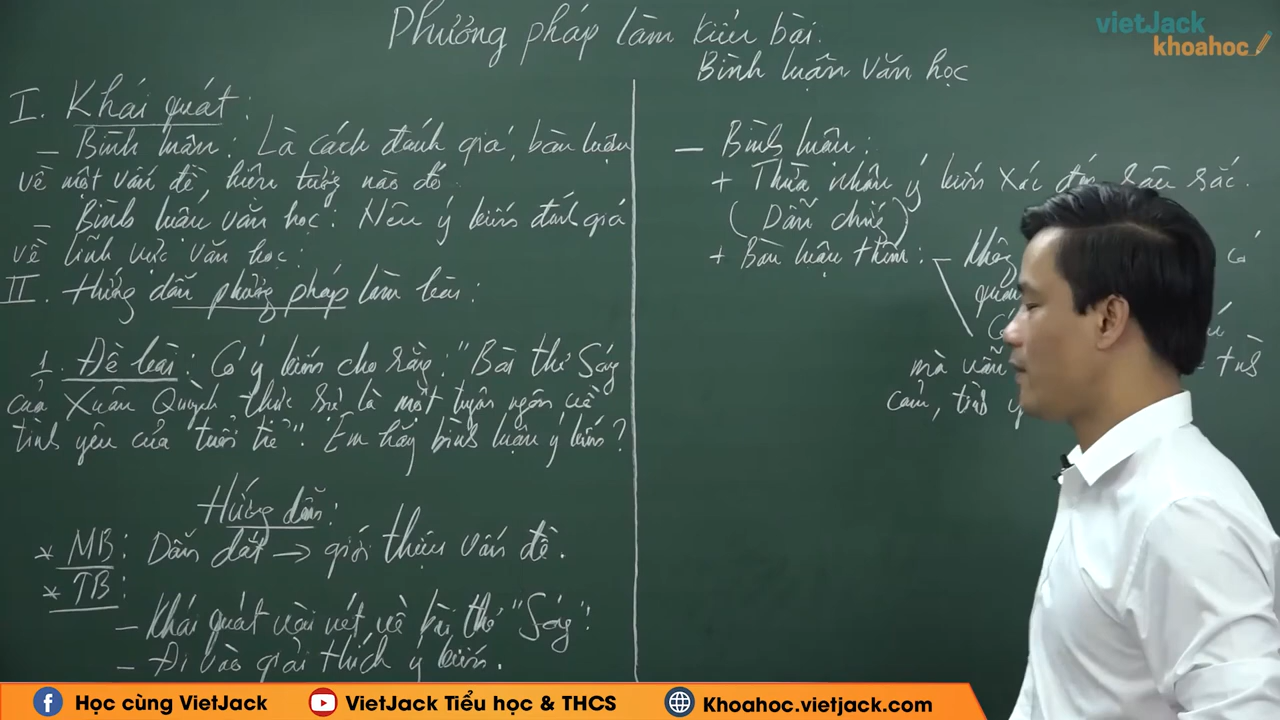 Phương pháp làm kiểu bài.
Bình luận văn học
vietJack
khoahoc
I. Khái quát:
– Bình luận: Là cách đánh giá, bàn luận
về một vấn đề, hiện tượng nào đó
– Bình luận văn học: Nêu ý kiến đánh giá
về lĩnh vực văn học.
II. Hướng dẫn phương pháp làm bài:
1. Đề bài: Có ý kiến cho rằng: "Bài thơ Sóng
của Xuân Quỳnh thực sự là một tuyên ngôn về
tình yêu của tuổi trẻ". Em hãy bình luận ý kiến?
Hướng dẫn:
* MB: Dẫn dắt → giới thiệu vấn đề.
* TB:
– Khái quát vài nét về bài thơ "Sóng".
– Đi vào giải thích ý kiến.
– Bình luận:
+ Thừa nhận ý kiến xác đáng sâu sắc.
(Dẫn chứng)
+ Bàn luận thêm: – không có
quan
mà vẫn tình
cảm, tình
Học cùng VietJack
VietJack Tiểu học & THCS
Khoahoc.vietjack.com